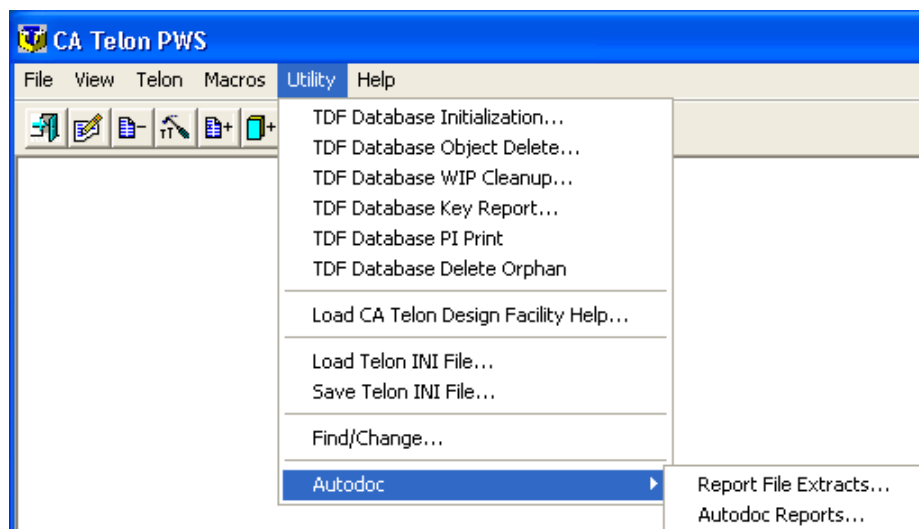 CA Telon PWS
File View Telon Macros Utility Help
TDF Database Initialization...
TDF Database Object Delete...
TDF Database WIP Cleanup...
TDF Database Key Report...
TDF Database PI Print
TDF Database Delete Orphan
Load CA Telon Design Facility Help...
Load Telon INI File...
Save Telon INI File...
Find/Change...
Autodoc
Report File Extracts...
Autodoc Reports...